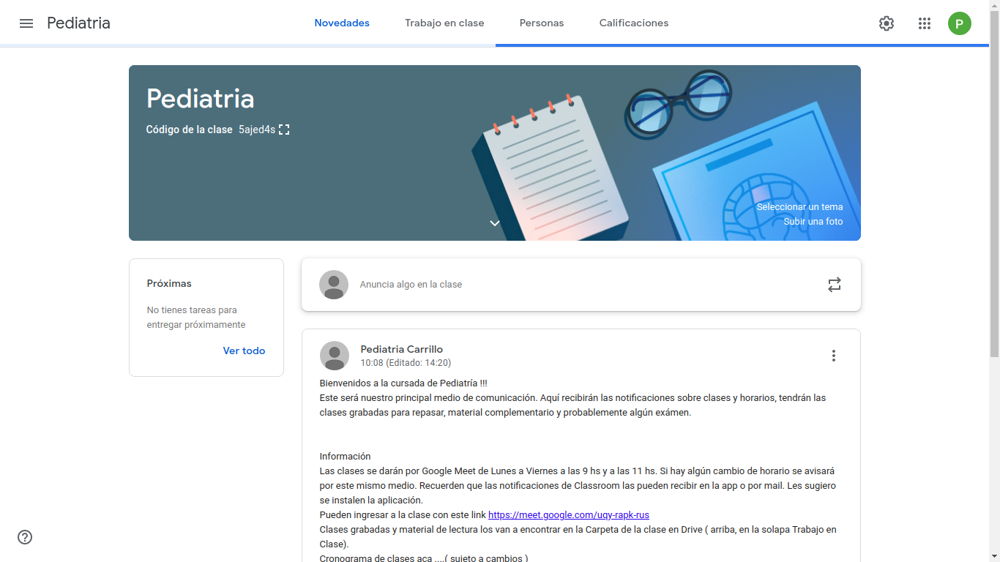 Pediatria
Novedades
Trabajo en clase
Personas
Calificaciones
P
Pediatria
Código de la clase 5ajed4s
Seleccionar un tema
Subir una foto
Próximas
No tienes tareas para
entregar próximamente
Ver todo
Anuncia algo en la clase
Pediatria Carrillo
10:08 (Editado: 14:20)
Bienvenidos a la cursada de Pediatría !!!
Este será nuestro principal medio de comunicación. Aquí recibirán las notificaciones sobre clases y horarios, tendrán las
clases grabadas para repasar, material complementario y probablemente algún exámen.
Información
Las clases se darán por Google Meet de Lunes a Viernes a las 9 hs y a las 11 hs. Si hay algún cambio de horario se avisará
por este mismo medio. Recuerden que las notificaciones de Classroom las pueden recibir en la app o por mail. Les sugiero
se instalen la aplicación.
Pueden ingresar a la clase con este link https://meet.google.com/uqy-rapk-rus
Clases grabadas y material de lectura los van a encontrar en la Carpeta de la clase en Drive ( arriba, en la solapa Trabajo en
Clase).
Cronograma de clases aca ....( sujeto a cambios )